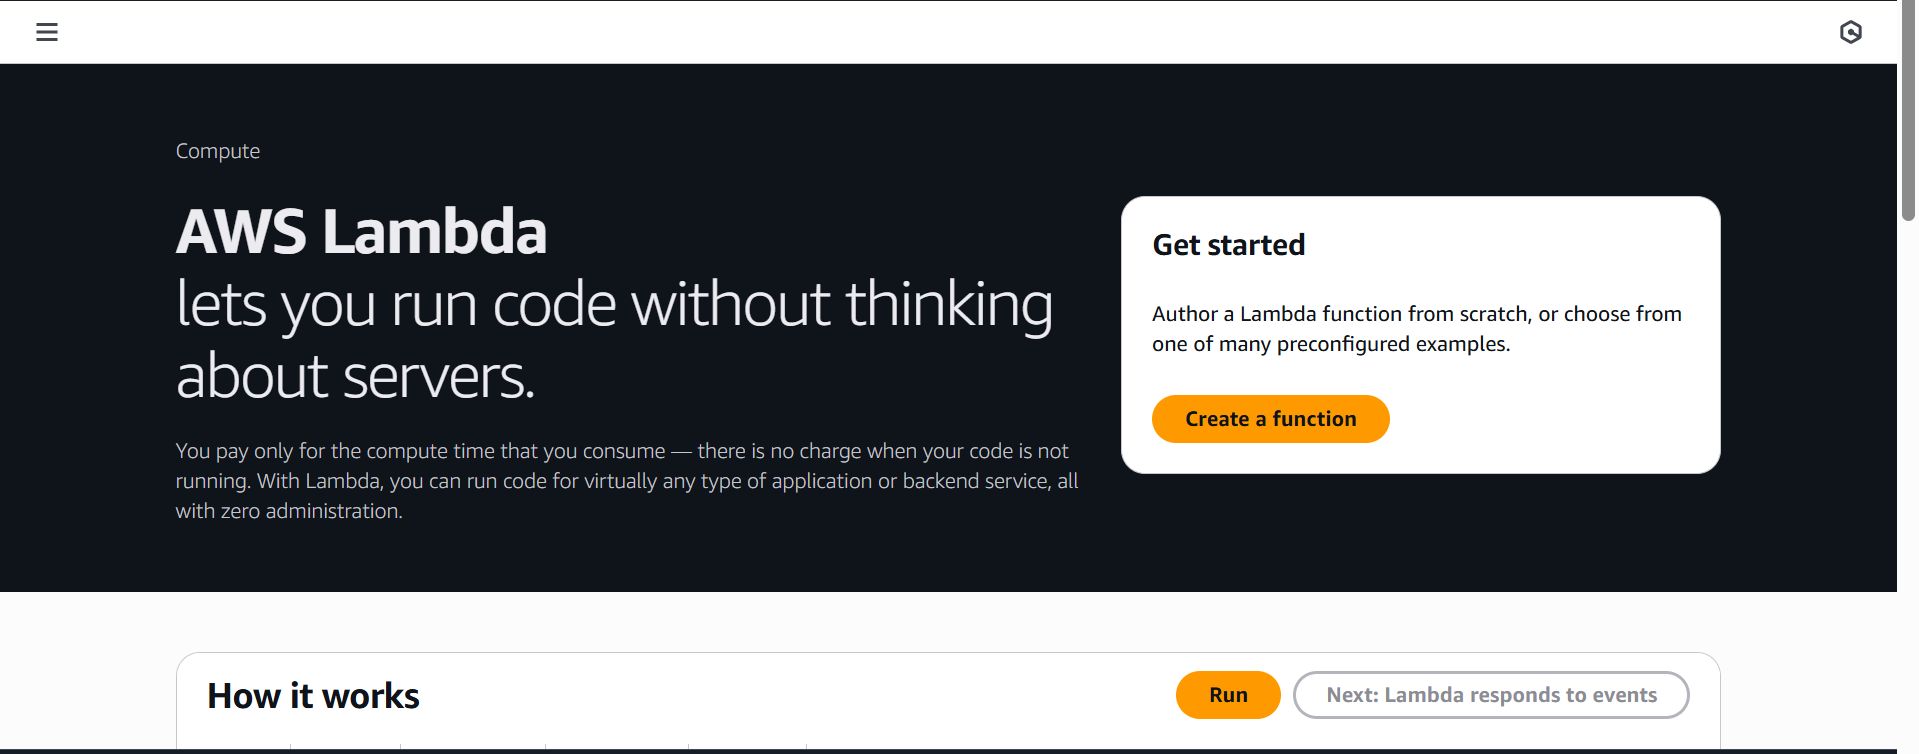 Compute
AWS Lambda
lets you run code without thinking
about servers.
You pay only for the compute time that you consume — there is no charge when your code is not
running. With Lambda, you can run code for virtually any type of application or backend service, all
with zero administration.
Get started
Author a Lambda function from scratch, or choose from
one of many preconfigured examples.
Create a function
How it works
Run
Next: Lambda responds to events